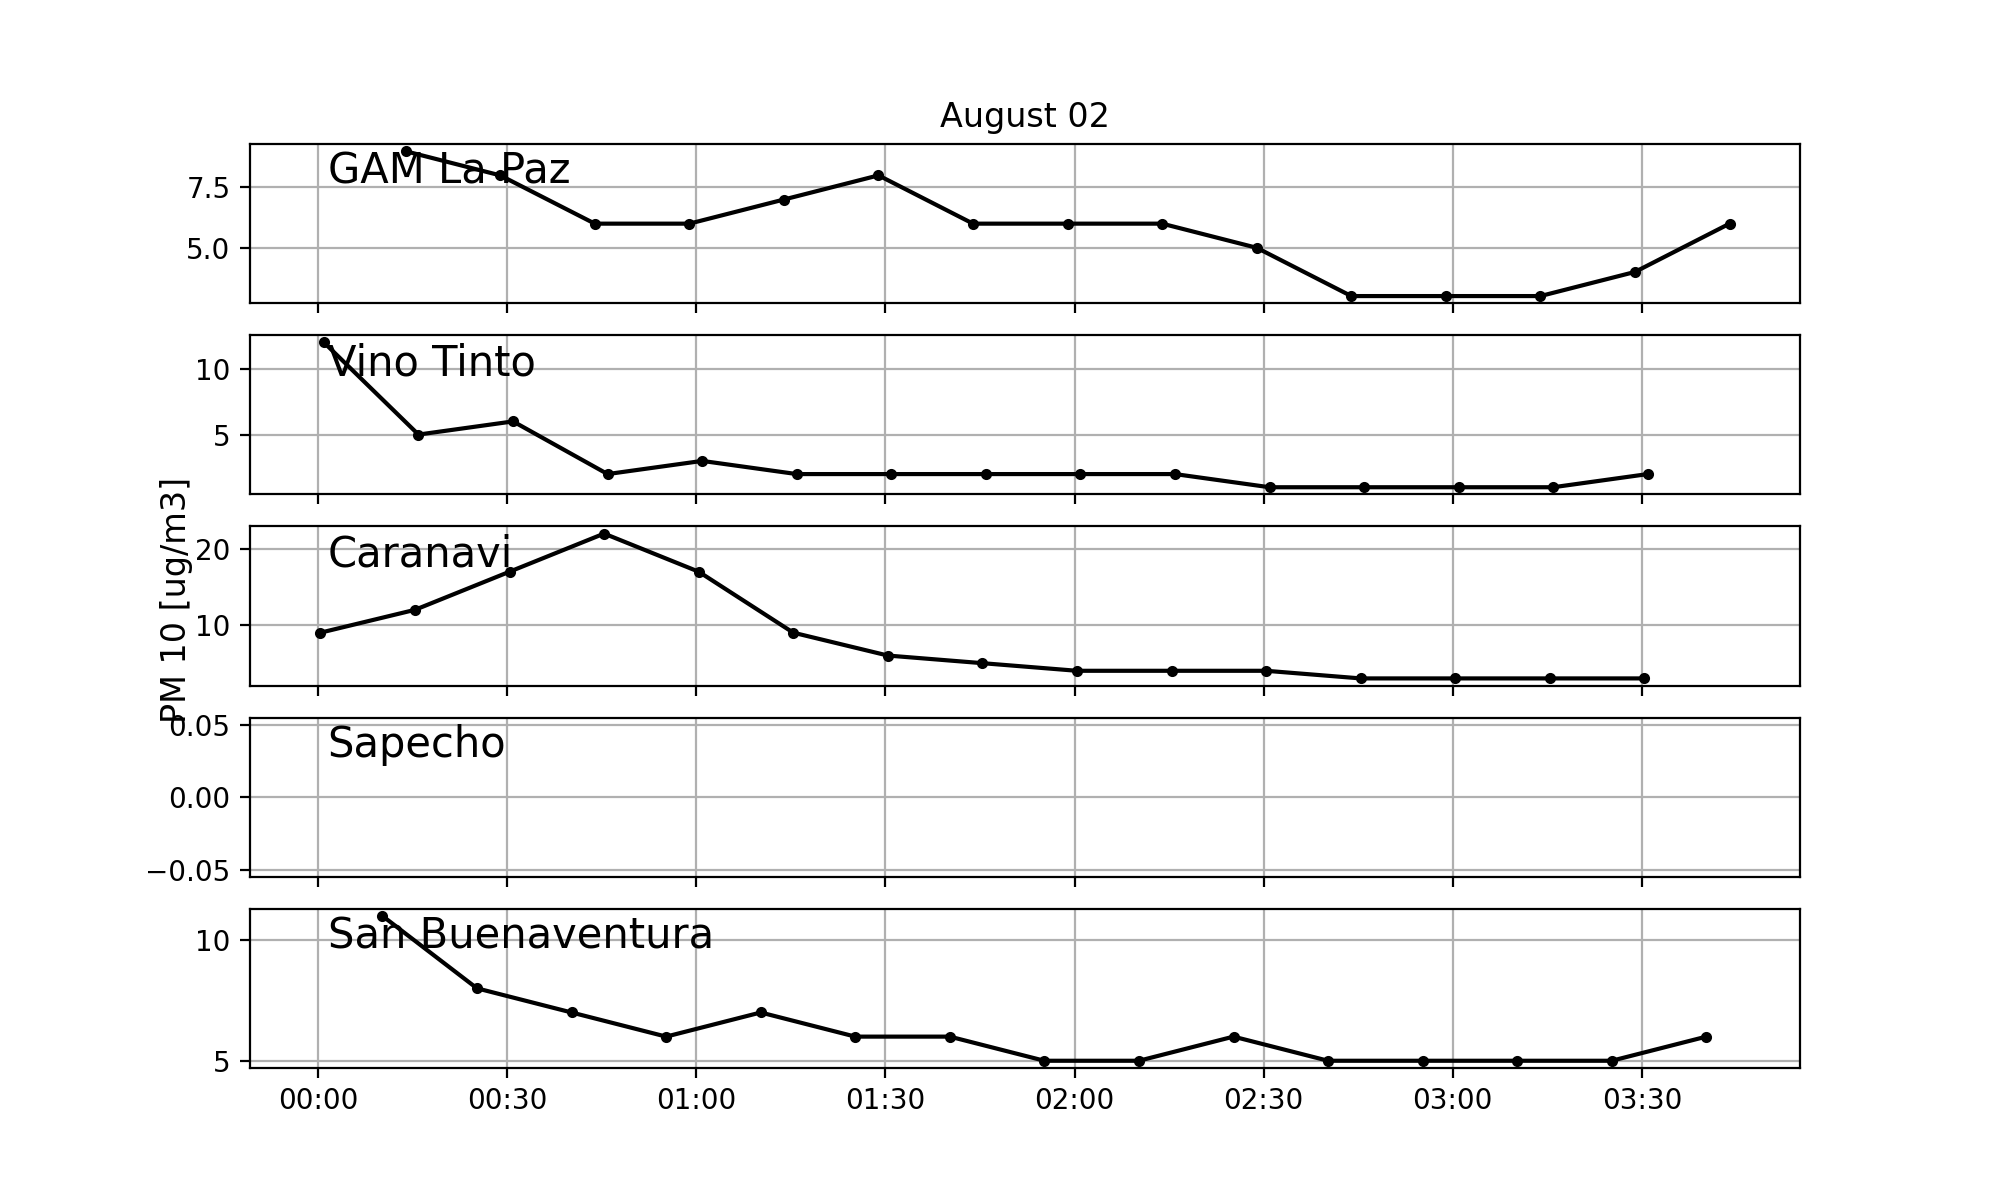 August 02
GAM La Paz
7.5
5.0
Vino Tinto
10
5
PM 10 [ug/m3]
Caranavi
20
10
Sapecho
0.05
0.00
−0.05
San Buenaventura
10
5
00:00 00:30 01:00 01:30 02:00 02:30 03:00 03:30